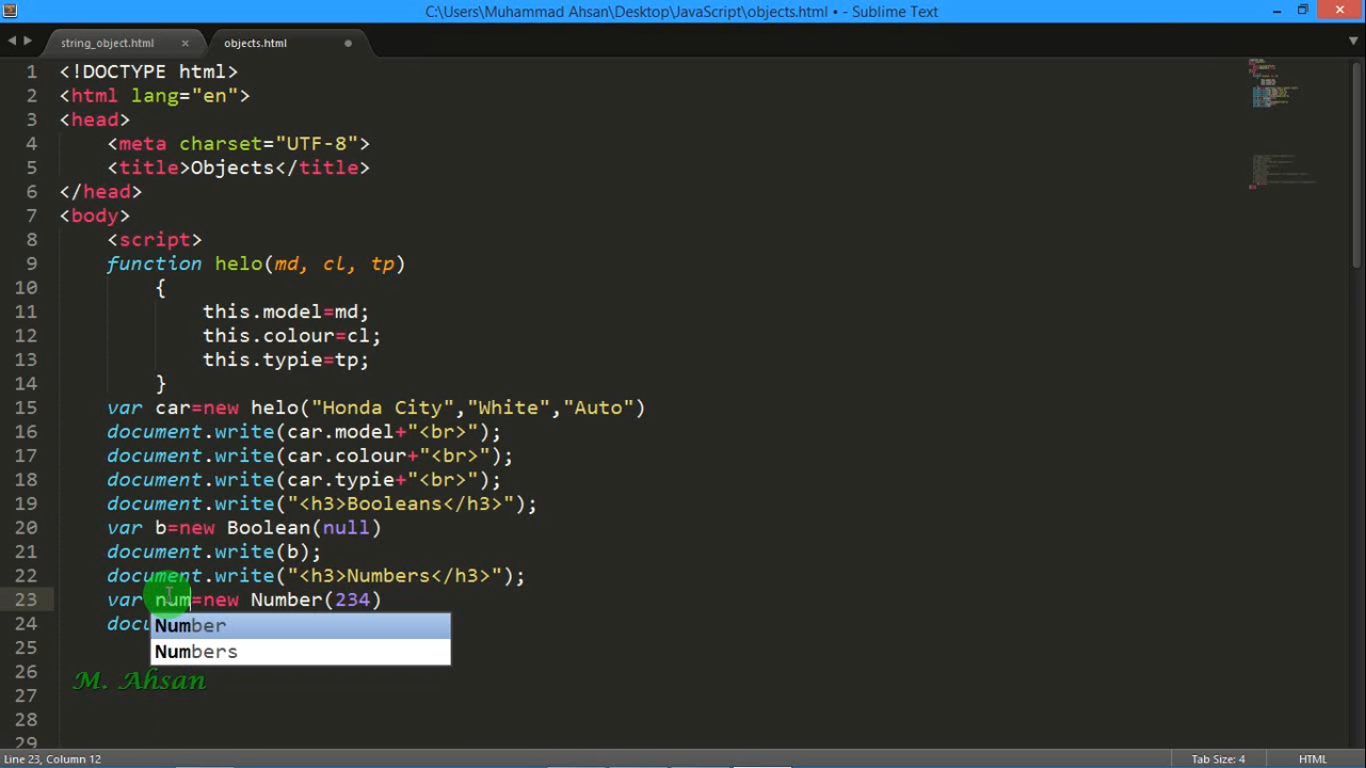 C:\Users\Muhammad Ahsan\Desktop\JavaScript\objects.html • - Sublime Text
string_object.html × objects.html
1 <!DOCTYPE html>
2 <html lang="en">
3 <head>
4 <meta charset="UTF-8">
5 <title>Objects</title>
6 </head>
7 <body>
8 <script>
9 function helo(md, cl, tp)
10 {
11 this.model=md;
12 this.colour=cl;
13 this.typie=tp;
14 }
15 var car=new helo("Honda City","White","Auto")
16 document.write(car.model+"<br>");
17 document.write(car.colour+"<br>");
18 document.write(car.typie+"<br>");
19 document.write("<h3>Booleans</h3>");
20 var b=new Boolean(null)
21 document.write(b);
22 document.write("<h3>Numbers</h3>");
23 var num=new Number(234)
24 docu
Number
25 Numbers
26 M. Ahsan
27
28
29
Line 23, Column 12 Tab Size: 4 HTML